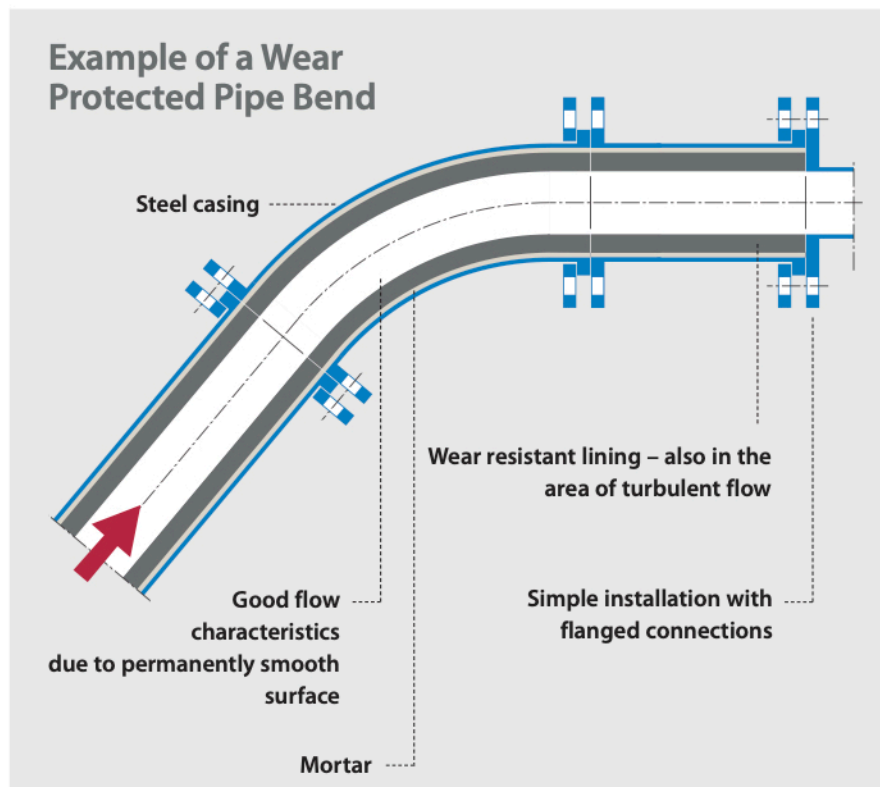 Example of a Wear
Protected Pipe Bend
Steel casing
Wear resistant lining – also in the
area of turbulent flow
Good flow
characteristics
due to permanently smooth
surface
Simple installation with
flanged connections
Mortar